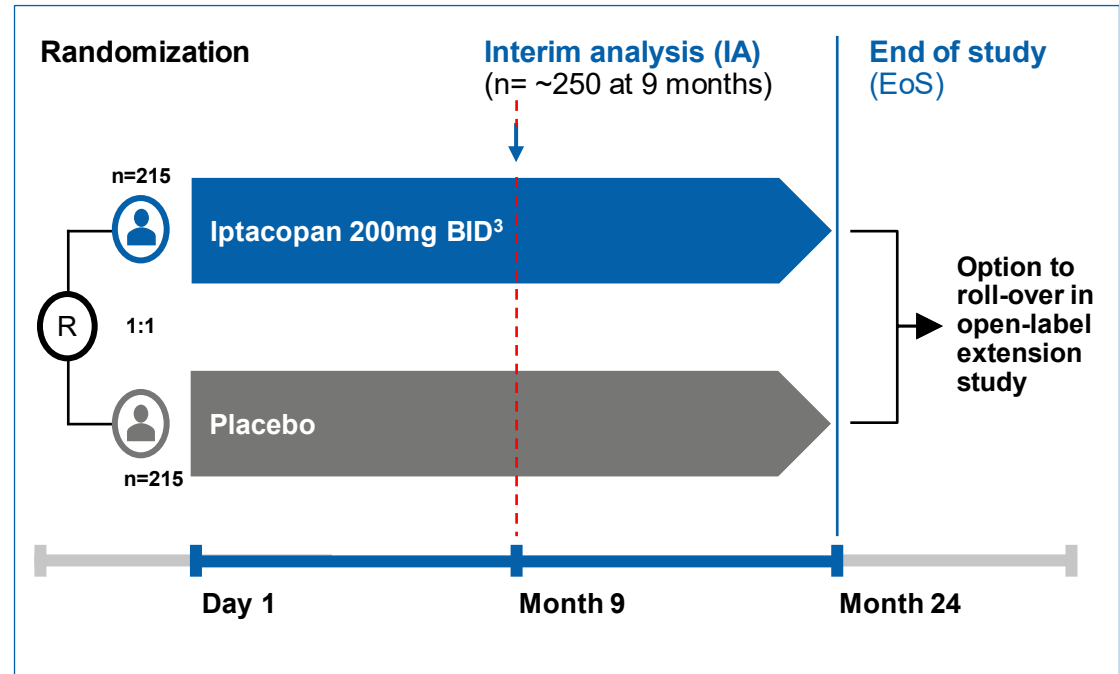 Randomization
Interim analysis (IA)
(n= ~250 at 9 months)
End of study
(EoS)
n=215
Iptacopan 200mg BID³
R
1:1
Option to
roll-over in
open-label
extension
study
Placebo
n=215
Day 1
Month 9
Month 24